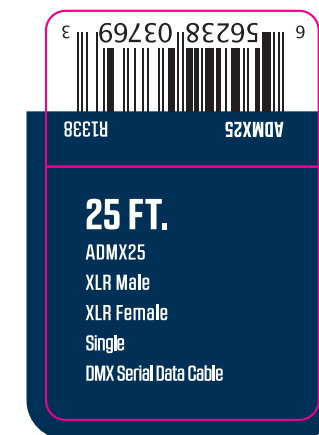 6 56238 03769 3
ADMX25 R1338
25 FT.
ADMX25
XLR Male
XLR Female
Single
DMX Serial Data Cable